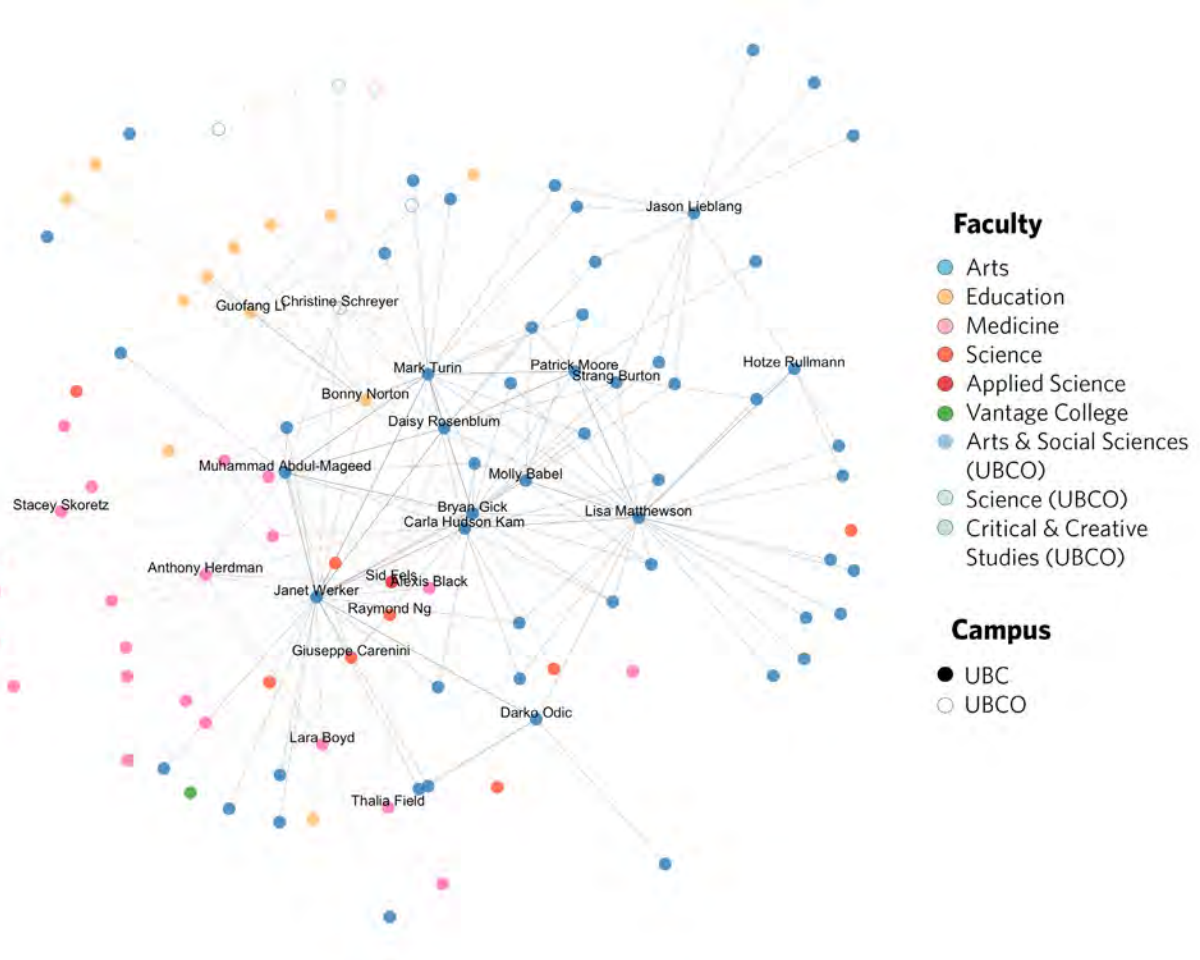 Jason Lieblang
Guofang Li
Christine Schreyer
Mark Turin
Patrick Moore
Strang Burton
Hotze Rullmann
Bonny Norton
Daisy Rosenblum
Muhammad Abdul-Mageed
Molly Babel
Stacey Skoretz
Bryan Gick
Carla Hudson Kam
Lisa Matthewson
Anthony Herdman
Sid Fels
Alexis Black
Janet Werker
Raymond Ng
Giuseppe Carenini
Darko Odic
Lara Boyd
Thalia Field
Faculty
Arts
Education
Medicine
Science
Applied Science
Vantage College
Arts & Social Sciences
(UBCO)
Science (UBCO)
Critical & Creative
Studies (UBCO)
Campus
UBC
UBCO